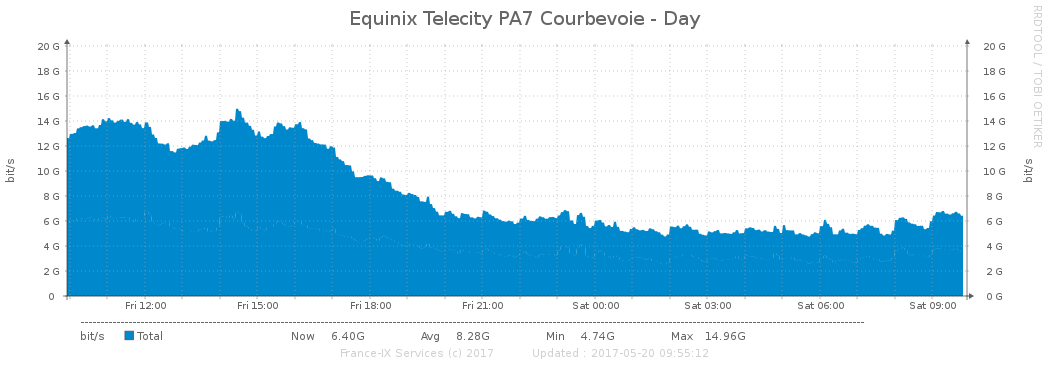 Equinix Telecity PA7 Courbevoie - Day
RRDTOOL / TOBI OETIKER
20 G 20 G
18 G 18 G
16 G 16 G
14 G 14 G
12 G 12 G
10 G 10 G
8 G 8 G
6 G 6 G
4 G 4 G
2 G 2 G
0 0 G
bit/s bit/s
Fri 12:00 Fri 15:00 Fri 18:00 Fri 21:00 Sat 00:00 Sat 03:00 Sat 06:00 Sat 09:00
bit/s Total Now 6.40G Avg 8.28G Min 4.74G Max 14.96G
France-IX Services (c) 2017 Updated : 2017-05-20 09:55:12